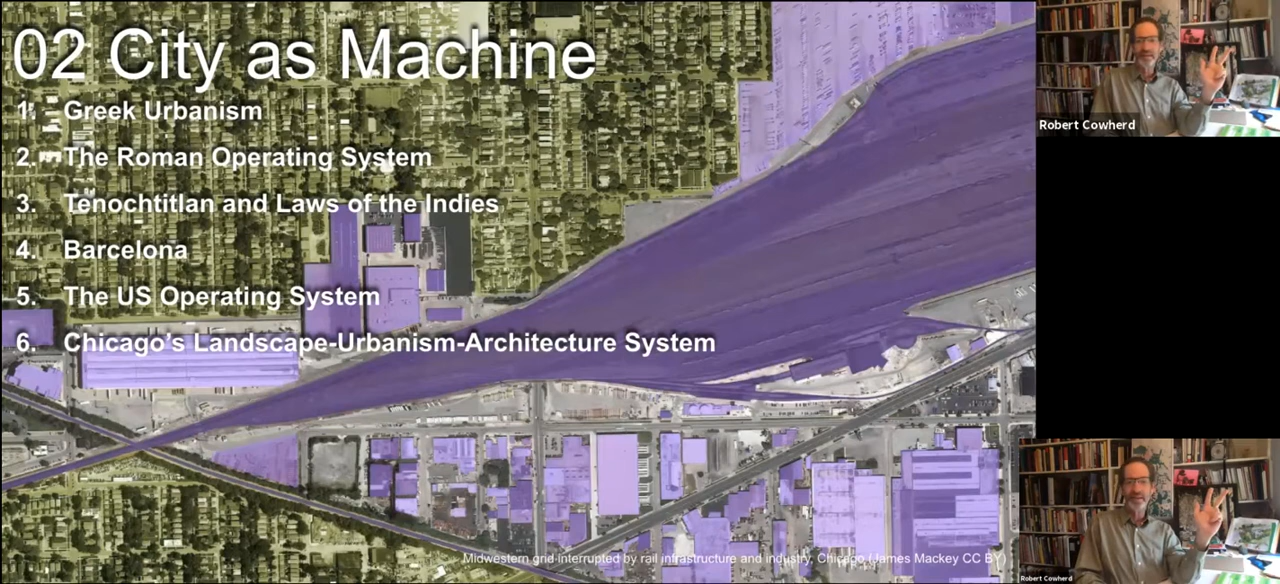 02 City as Machine
1. Greek Urbanism
2. The Roman Operating System
3. Tenochtitlan and Laws of the Indies
4. Barcelona
5. The US Operating System
6. Chicago's Landscape-Urbanism-Architecture System
Midwestern grid interrupted by rail infrastructure and industry, Chicago (James Mackey CC BY)
Robert Cowherd
Robert Cowherd